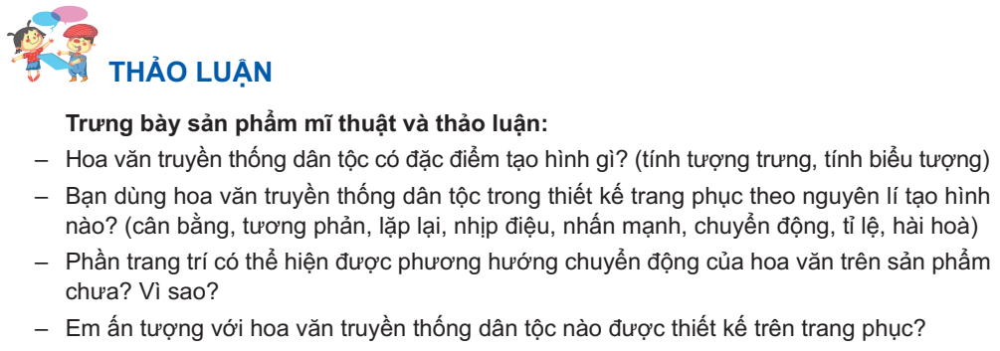 THẢO LUẬN
Trưng bày sản phẩm mĩ thuật và thảo luận:
– Hoa văn truyền thống dân tộc có đặc điểm tạo hình gì? (tính tượng trưng, tính biểu tượng)
– Bạn dùng hoa văn truyền thống dân tộc trong thiết kế trang phục theo nguyên lí tạo hình
nào? (cân bằng, tương phản, lặp lại, nhịp điệu, nhấn mạnh, chuyển động, tỉ lệ, hài hoà)
– Phần trang trí có thể hiện được phương hướng chuyển động của hoa văn trên sản phẩm
chưa? Vì sao?
– Em ấn tượng với hoa văn truyền thống dân tộc nào được thiết kế trên trang phục?